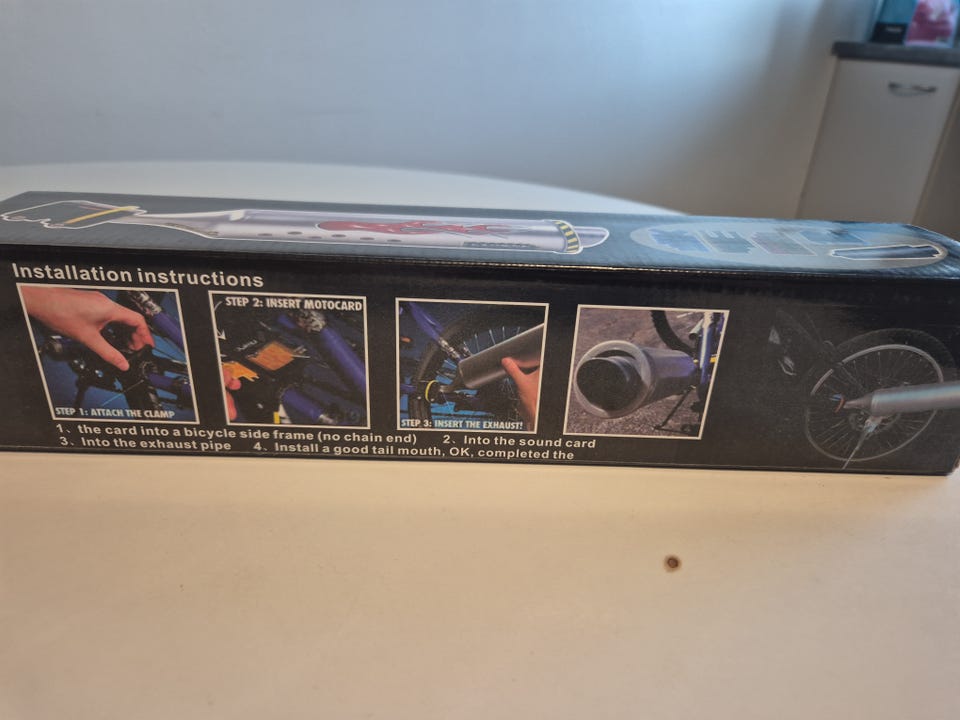 Installation instructions
STEP 1: ATTACH THE CLAMP
STEP 2: INSERT MOTOCARD
STEP 3: INSERT THE EXHAUST!
1、the card into a bicycle side frame (no chain end) 2、Into the sound card
3、Into the exhaust pipe 4、Install a good tail mouth, OK, completed the